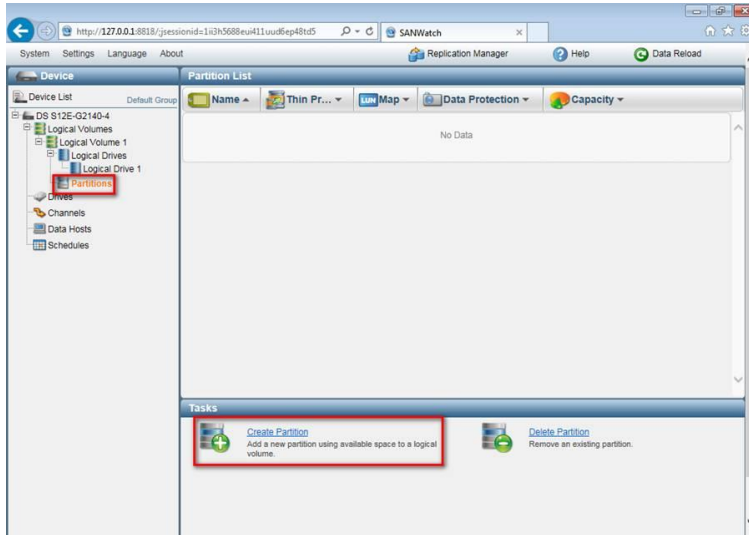 http://127.0.0.1:8818/;jsessionid=1ii3h5688eui411uud6ep48td5
SANWatch
System Settings Language About
Replication Manager
Help
Data Reload
Device
Device List
Default Group
DS S12E-G2140-4
Logical Volumes
Logical Volume 1
Logical Drives
Logical Drive 1
Partitions
Drives
Channels
Data Hosts
Schedules
Partition List
Name
Thin Pr...
LUN Map
Data Protection
Capacity
No Data
Tasks
Create Partition
Add a new partition using available space to a logical
volume.
Delete Partition
Remove an existing partition.